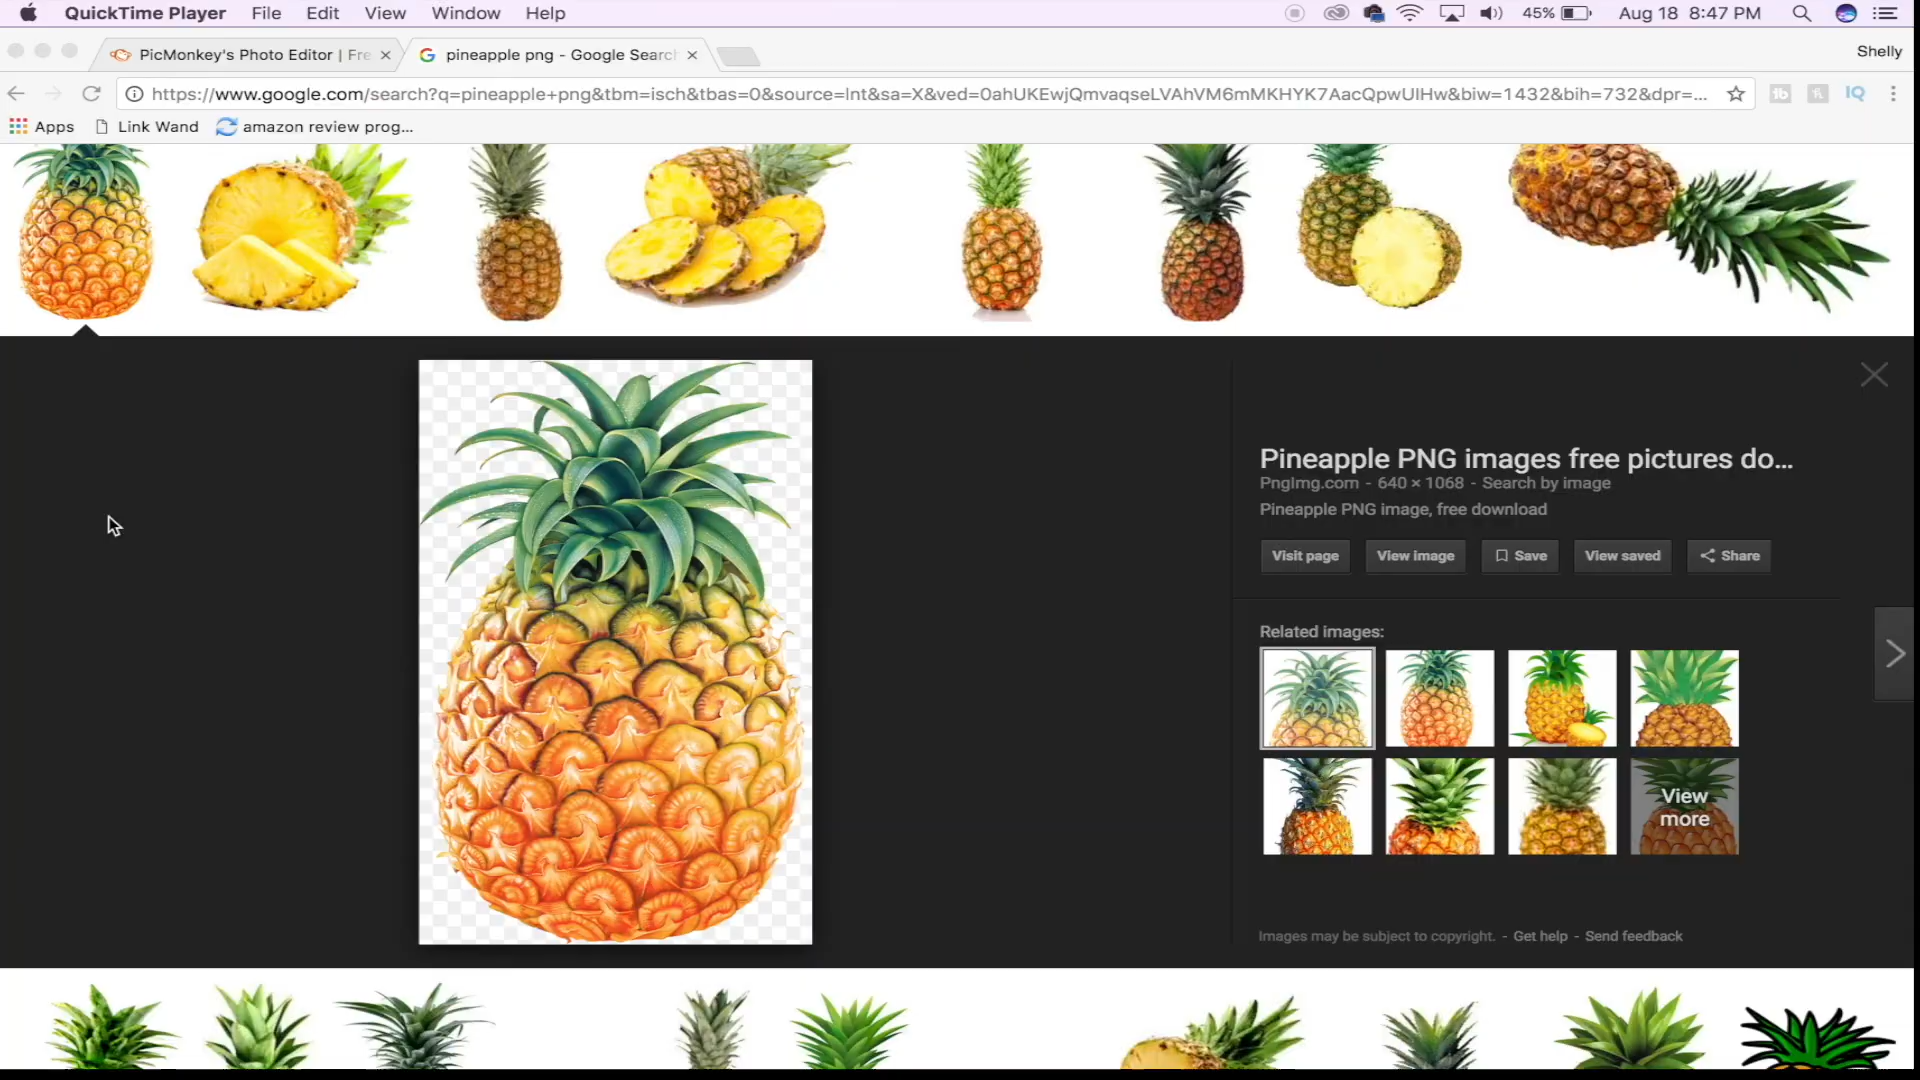 QuickTime Player File Edit View Window Help 45% Aug 18 8:47 PM
PicMonkey's Photo Editor | Fre
pineapple png - Google Search
Shelly
https://www.google.com/search?q=pineapple+png&tbm=isch&tbas=0&source=lnt&sa=X&ved=0ahUKEwjQmvaqseLVAhVM6mMKHYK7AacQpwUIHw&biw=1432&bih=732&dpr=...
Apps Link Wand amazon review prog...
Pineapple PNG images free pictures do...
PngImg.com - 640 × 1068 - Search by image
Pineapple PNG image, free download
Visit page View image Save View saved Share
Related images:
View
more
Images may be subject to copyright. - Get help - Send feedback